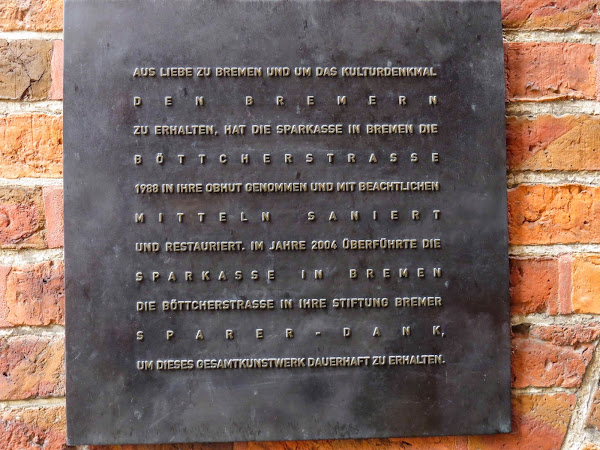 AUS LIEBE ZU BREMEN UND UM DAS KULTURDENKMAL
DEN BREMERN
ZU ERHALTEN, HAT DIE SPARKASSE IN BREMEN DIE
BÖTTCHERSTRASSE
1988 IN IHRE OBHUT GENOMMEN UND MIT BEACHTLICHEN
MITTELN SANIERT
UND RESTAURIERT. IM JAHRE 2004 ÜBERFÜHRTE DIE
SPARKASSE IN BREMEN
DIE BÖTTCHERSTRASSE IN IHRE STIFTUNG BREMER
SPARER-DANK,
UM DIESES GESAMTKUNSTWERK DAUERHAFT ZU ERHALTEN.